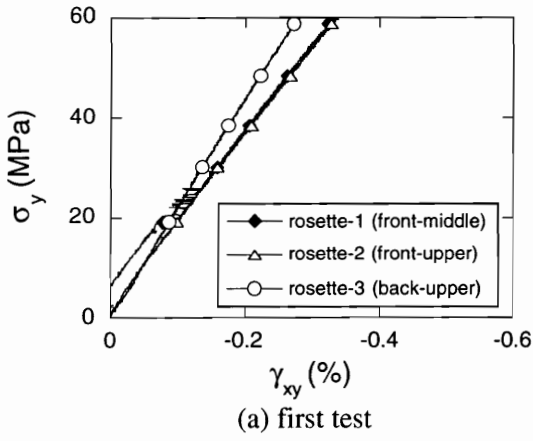 60
40
20
0
σy (MPa)
rosette-1 (front-middle)
rosette-2 (front-upper)
rosette-3 (back-upper)
0 -0.2 -0.4 -0.6
γxy (%)
(a) first test